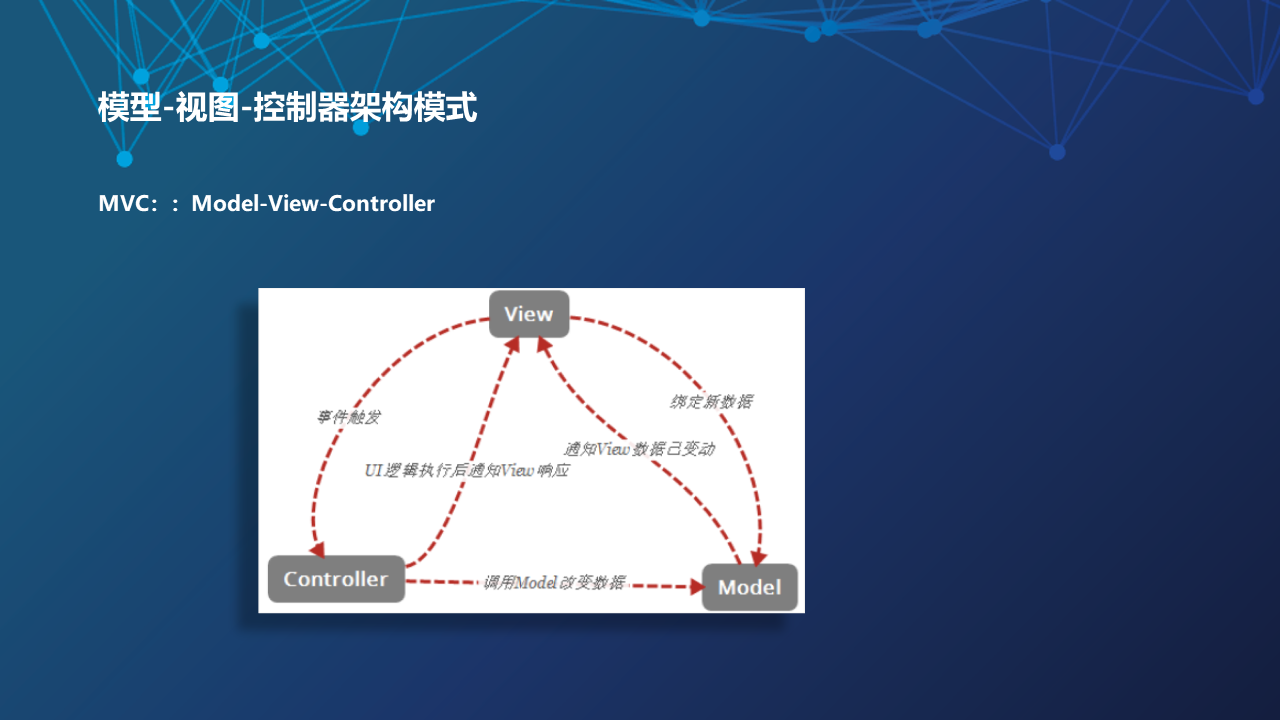 模型-视图-控制器架构模式
MVC：：Model-View-Controller
View
绑定新数据
事件触发
通知View数据已变动
UI逻辑执行后通知View响应
Controller
调用Model改变数据
Model